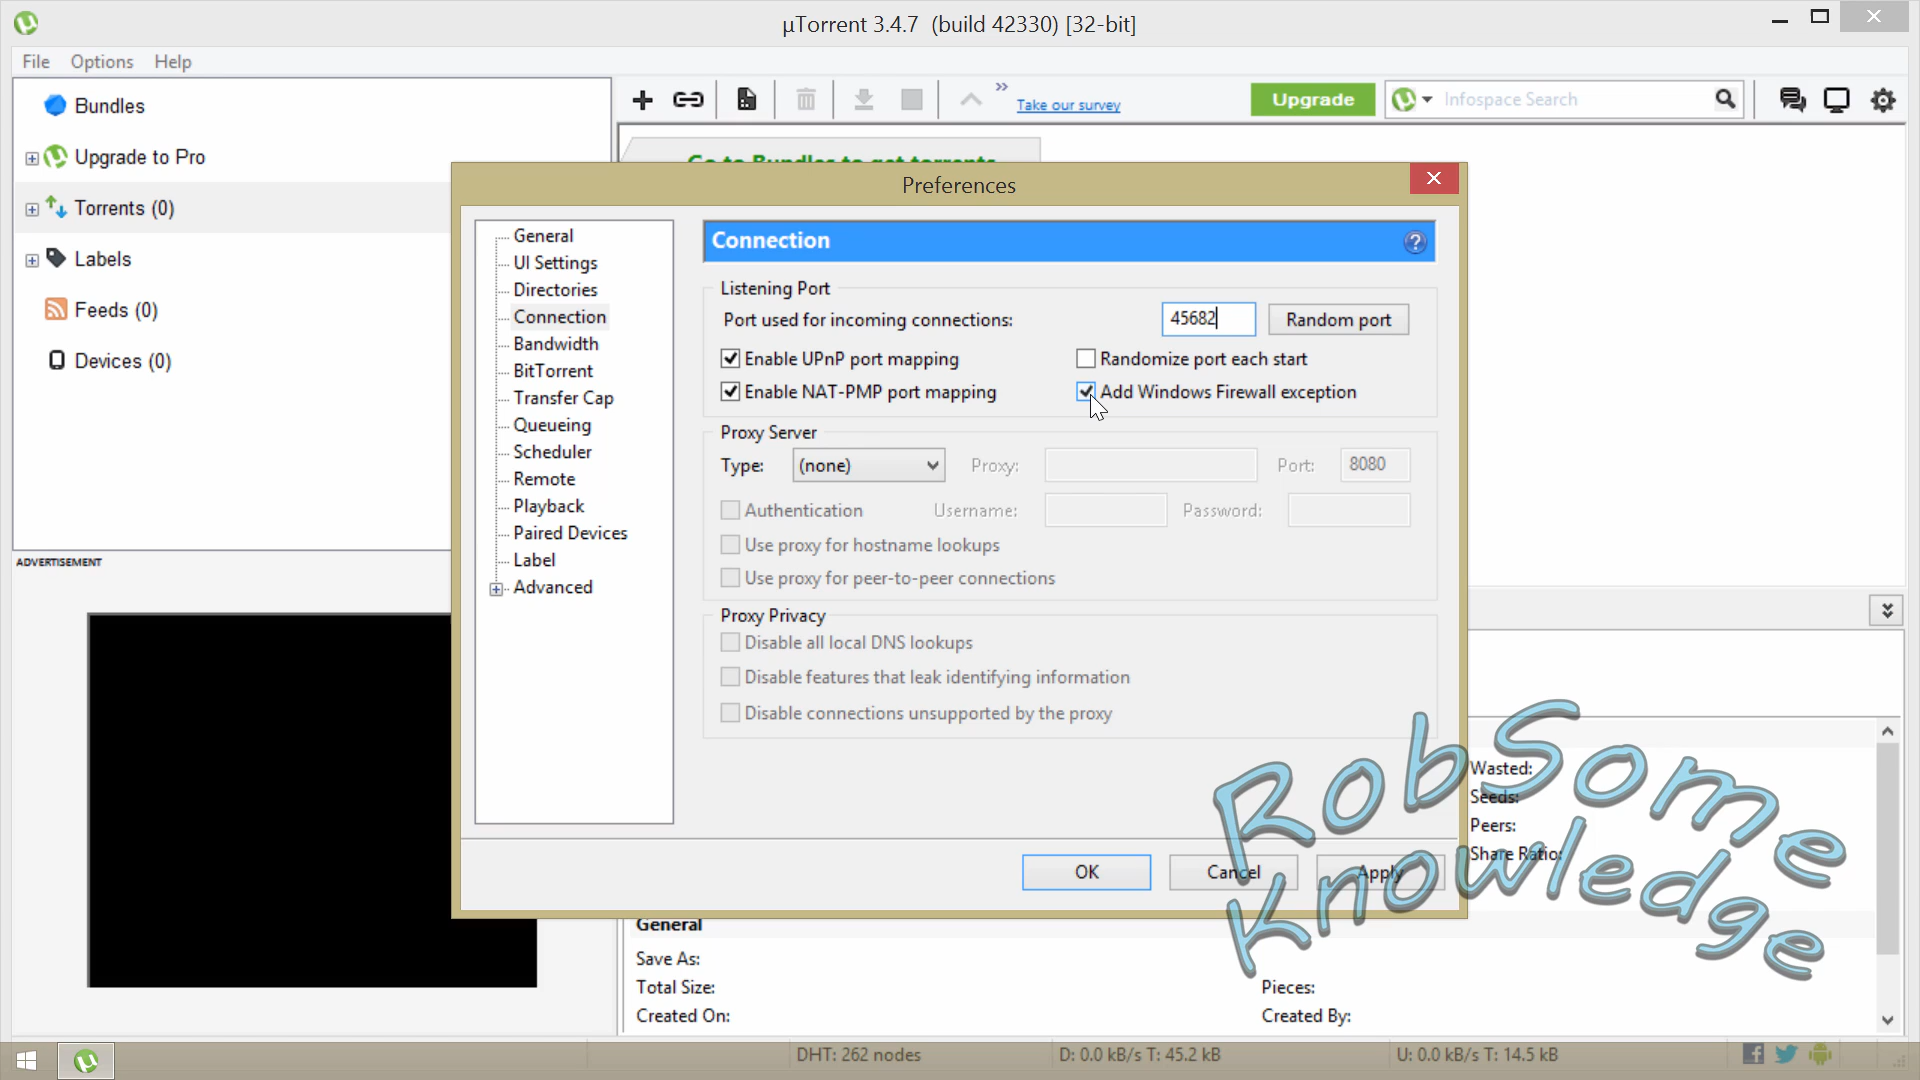 µTorrent 3.4.7 (build 42330) [32-bit]
File Options Help
Bundles
Upgrade to Pro
Torrents (0)
Labels
Feeds (0)
Devices (0)
ADVERTISEMENT
Take our survey
Upgrade
Infospace Search
Go to Bundles to get torrents
Preferences
General
UI Settings
Directories
Connection
Bandwidth
BitTorrent
Transfer Cap
Queueing
Scheduler
Remote
Playback
Paired Devices
Label
Advanced
Connection
Listening Port
Port used for incoming connections: 45682 Random port
Enable UPnP port mapping Randomize port each start
Enable NAT-PMP port mapping Add Windows Firewall exception
Proxy Server
Type: (none) Proxy: Port: 8080
Authentication Username: Password:
Use proxy for hostname lookups
Use proxy for peer-to-peer connections
Proxy Privacy
Disable all local DNS lookups
Disable features that leak identifying information
Disable connections unsupported by the proxy
OK Cancel Apply
Wasted:
Seeds:
Peers:
Share Ratio:
RobSome
Knowledge
General
Save As:
Total Size: Pieces:
Created On: Created By:
DHT: 262 nodes D: 0.0 kB/s T: 45.2 kB U: 0.0 kB/s T: 14.5 kB